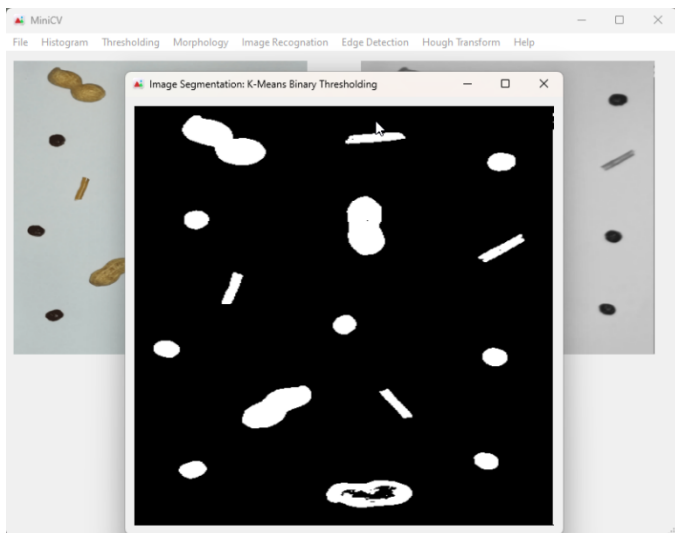 MiniCV
File Histogram Thresholding Morphology Image Recognation Edge Detection Hough Transform Help
Image Segmentation: K-Means Binary Thresholding